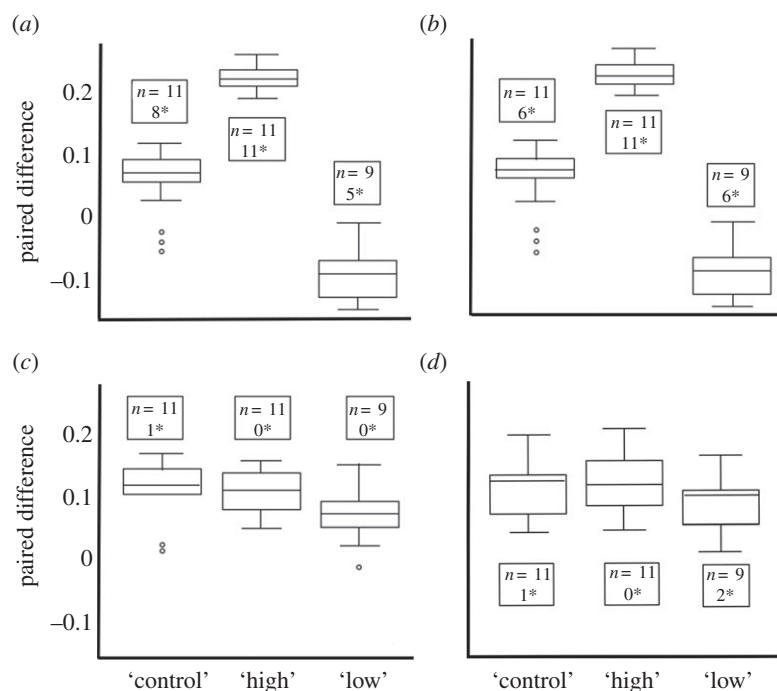 (a)
(b)
paired difference
0.2
0.1
0
–0.1
n = 11
8*
n = 11
11*
n = 9
5*
n = 11
6*
n = 11
11*
n = 9
6*
(c)
(d)
paired difference
0.2
0.1
0
–0.1
n = 11
1*
n = 11
0*
n = 9
0*
n = 11
1*
n = 11
0*
n = 9
2*
‘control’ ‘high’ ‘low’
‘control’ ‘high’ ‘low’